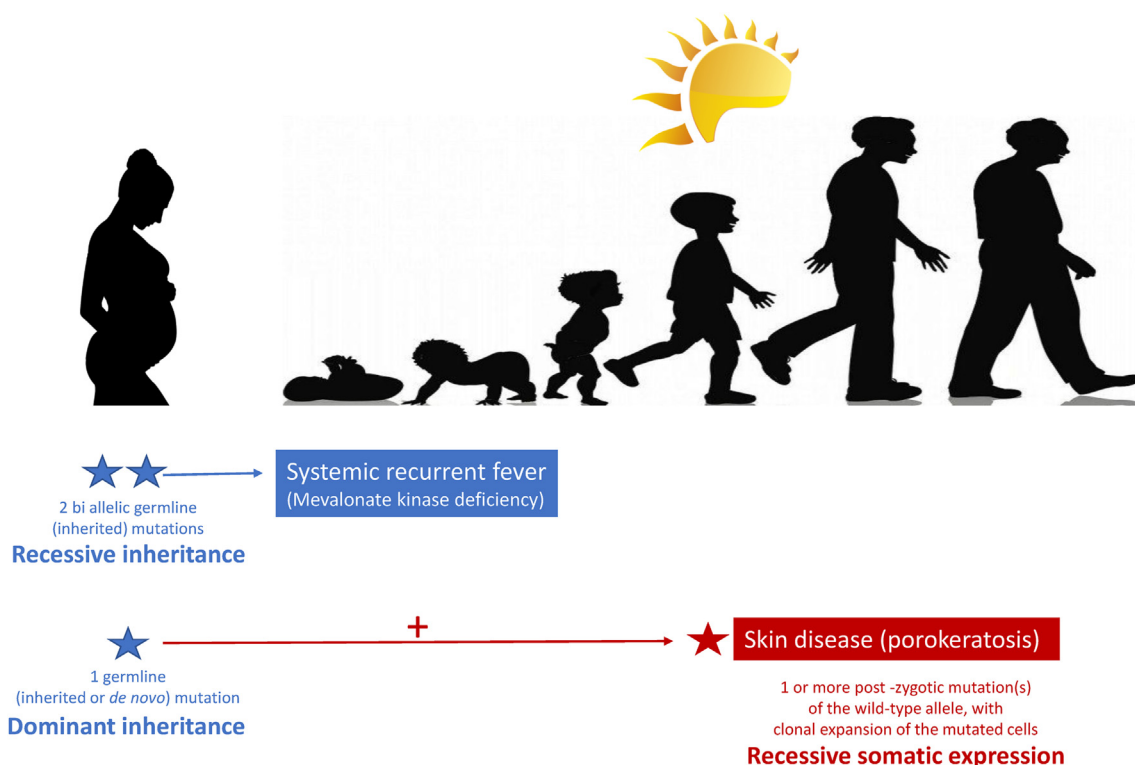 Systemic recurrent fever
(Mevalonate kinase deficiency)
2 bi allelic germline
(inherited) mutations
Recessive inheritance
+
Skin disease (porokeratosis)
1 germline
(inherited or de novo) mutation
Dominant inheritance
1 or more post -zygotic mutation(s)
of the wild-type allele, with
clonal expansion of the mutated cells
Recessive somatic expression